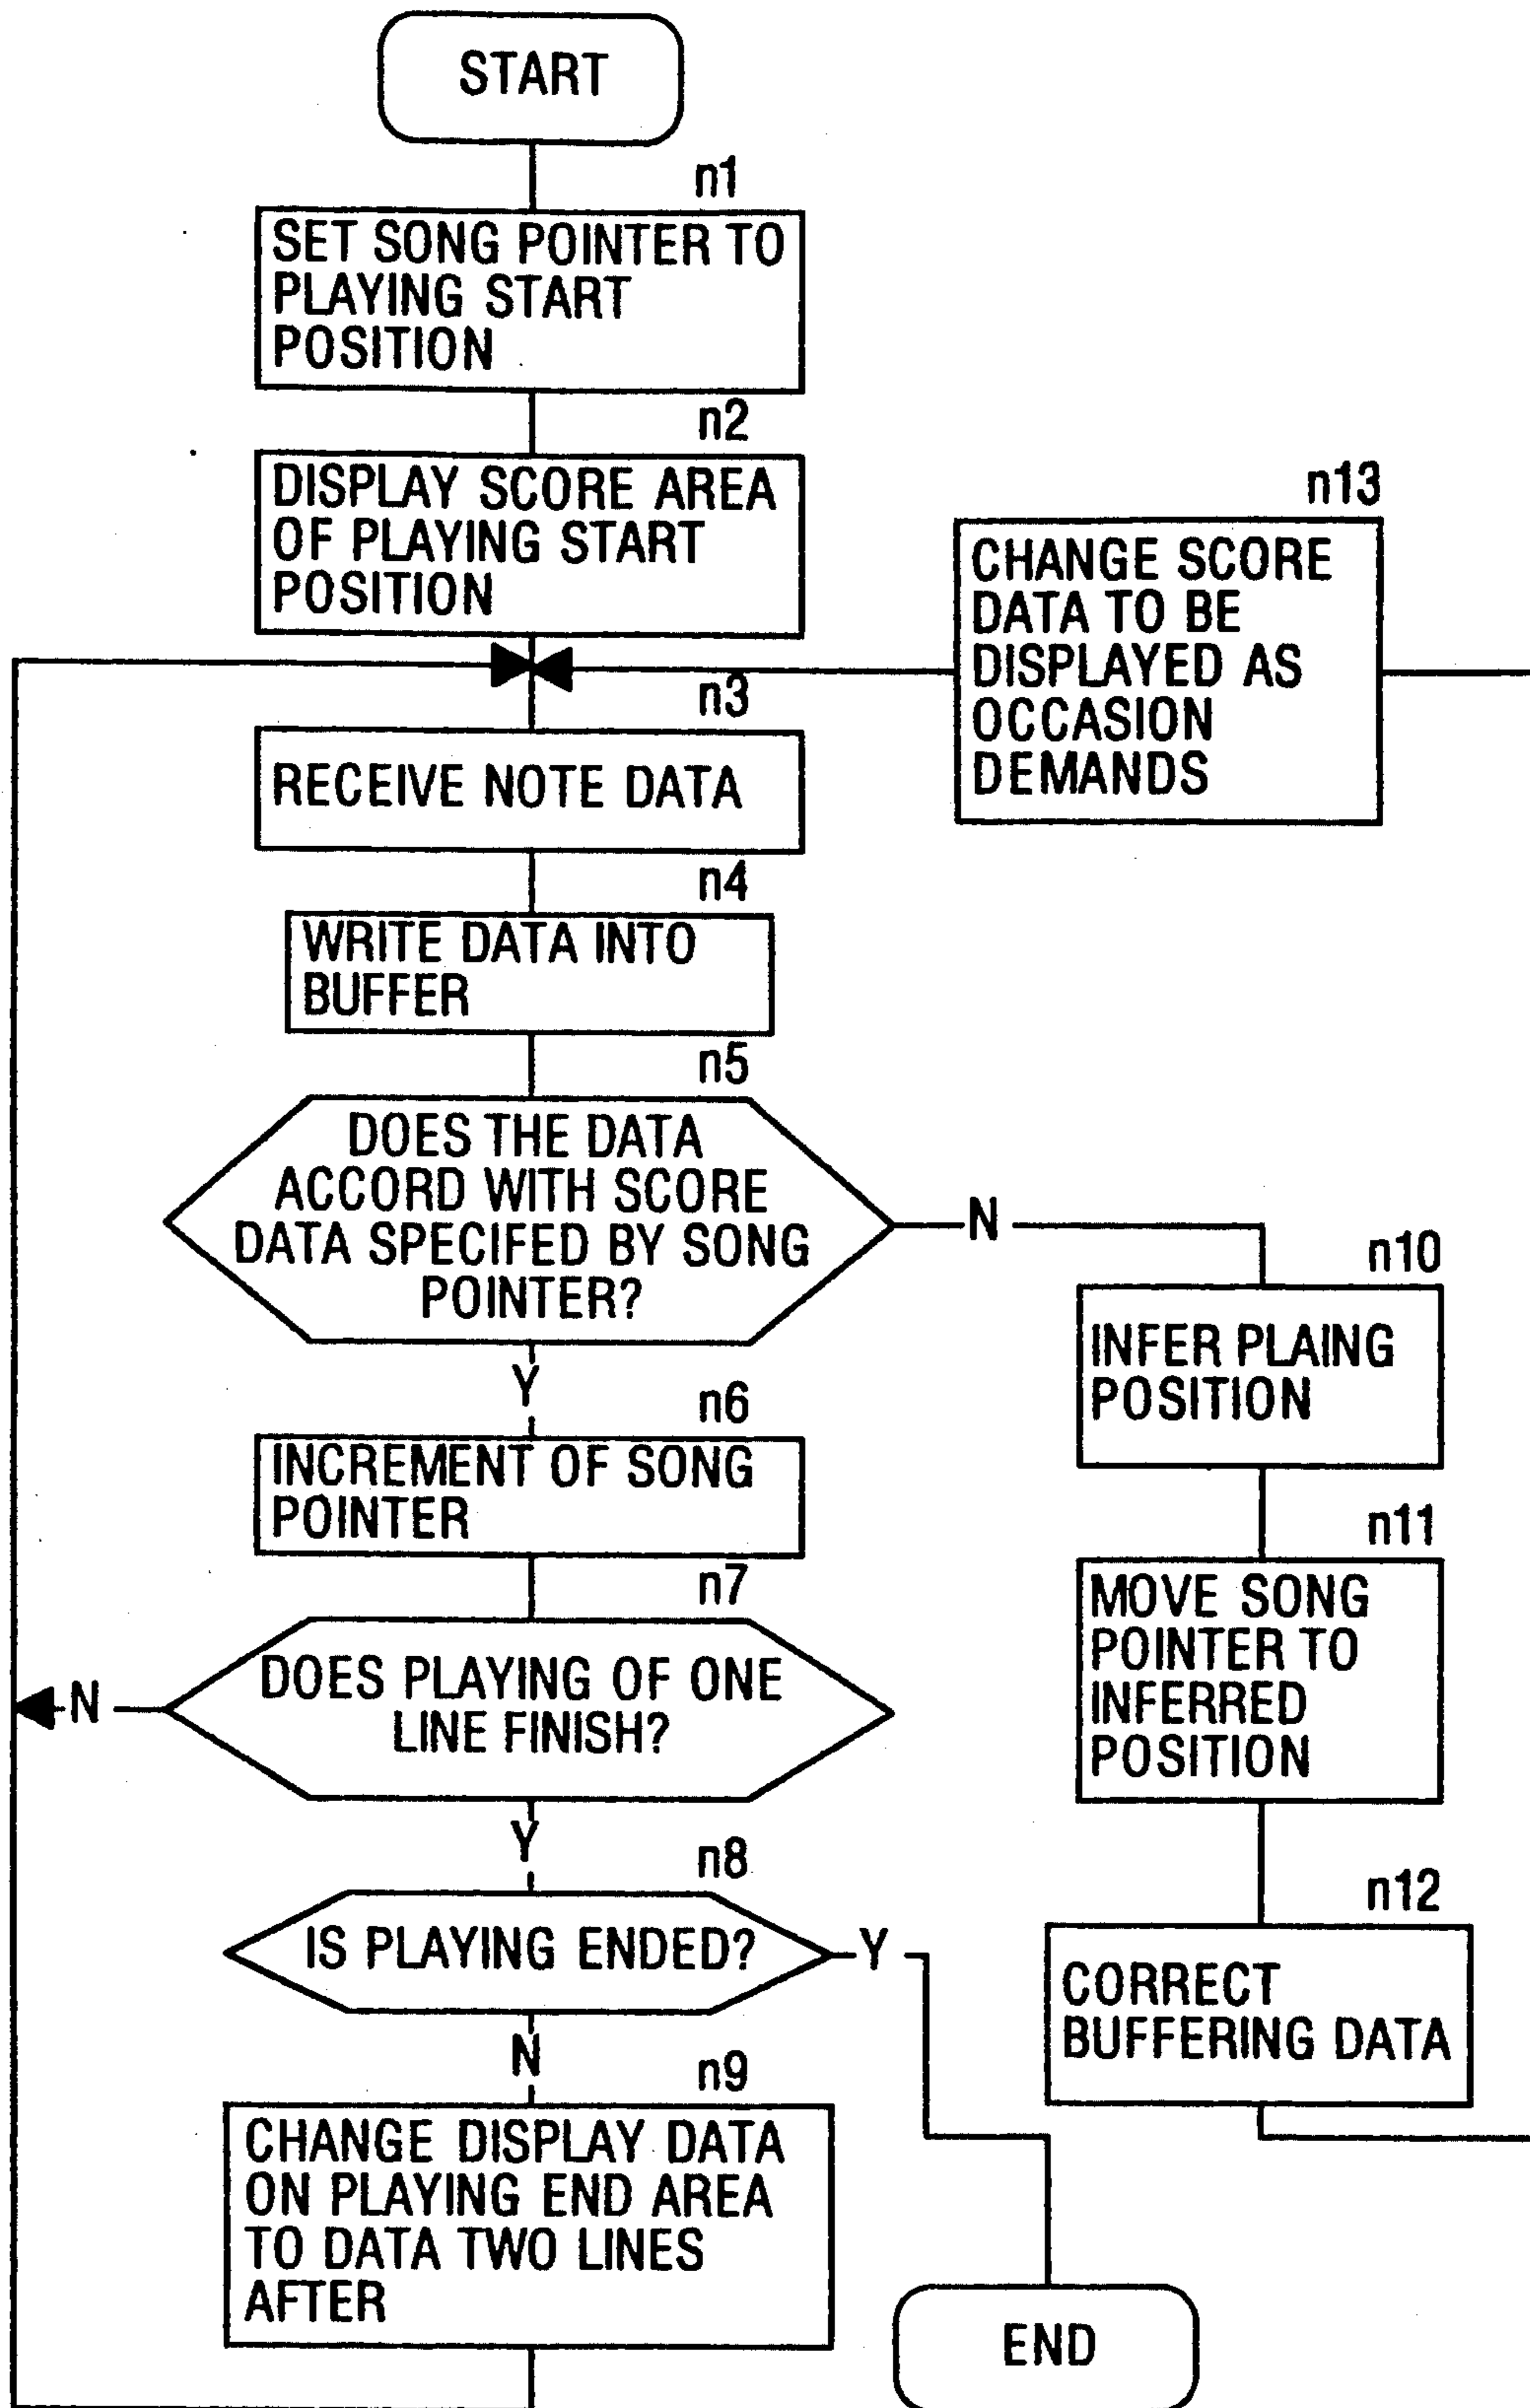 START
n1
SET SONG POINTER TO
PLAYING START
POSITION
n2
DISPLAY SCORE AREA
OF PLAYING START
POSITION
n13
CHANGE SCORE
DATA TO BE
DISPLAYED AS
OCCASION
DEMANDS
n3
RECEIVE NOTE DATA
n4
WRITE DATA INTO
BUFFER
n5
DOES THE DATA
ACCORD WITH SCORE
DATA SPECIFED BY SONG
POINTER?
N
Y
n10
INFER PLAING
POSITION
n6
INCREMENT OF SONG
POINTER
n11
MOVE SONG
POINTER TO
INFERRED
POSITION
n7
DOES PLAYING OF ONE
LINE FINISH?
N
Y
n8
IS PLAYING ENDED?
Y
N
n12
CORRECT
BUFFERING DATA
n9
CHANGE DISPLAY DATA
ON PLAYING END AREA
TO DATA TWO LINES
AFTER
END